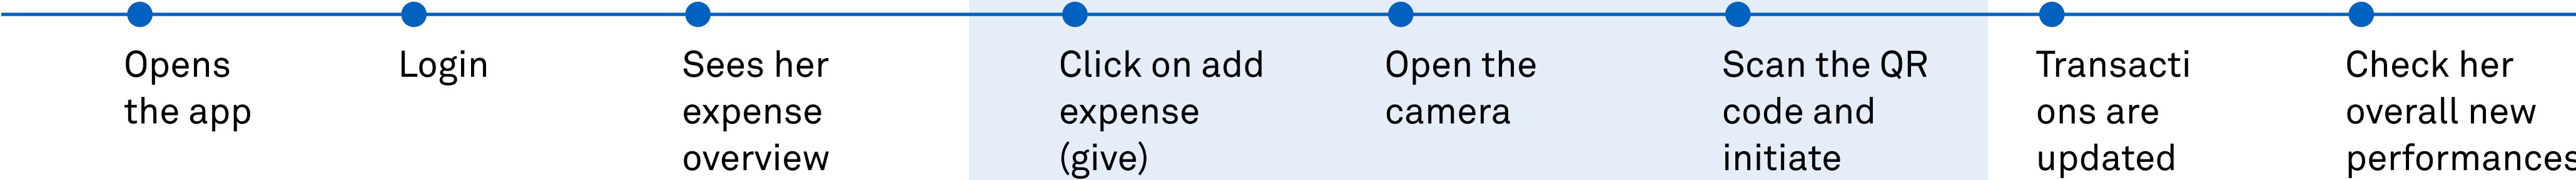 Opens
the app
Login
Sees her
expense
overview
Click on add
expense
(give)
Open the
camera
Scan the QR
code and
initiate
Transacti
ons are
updated
Check her
overall new
performances